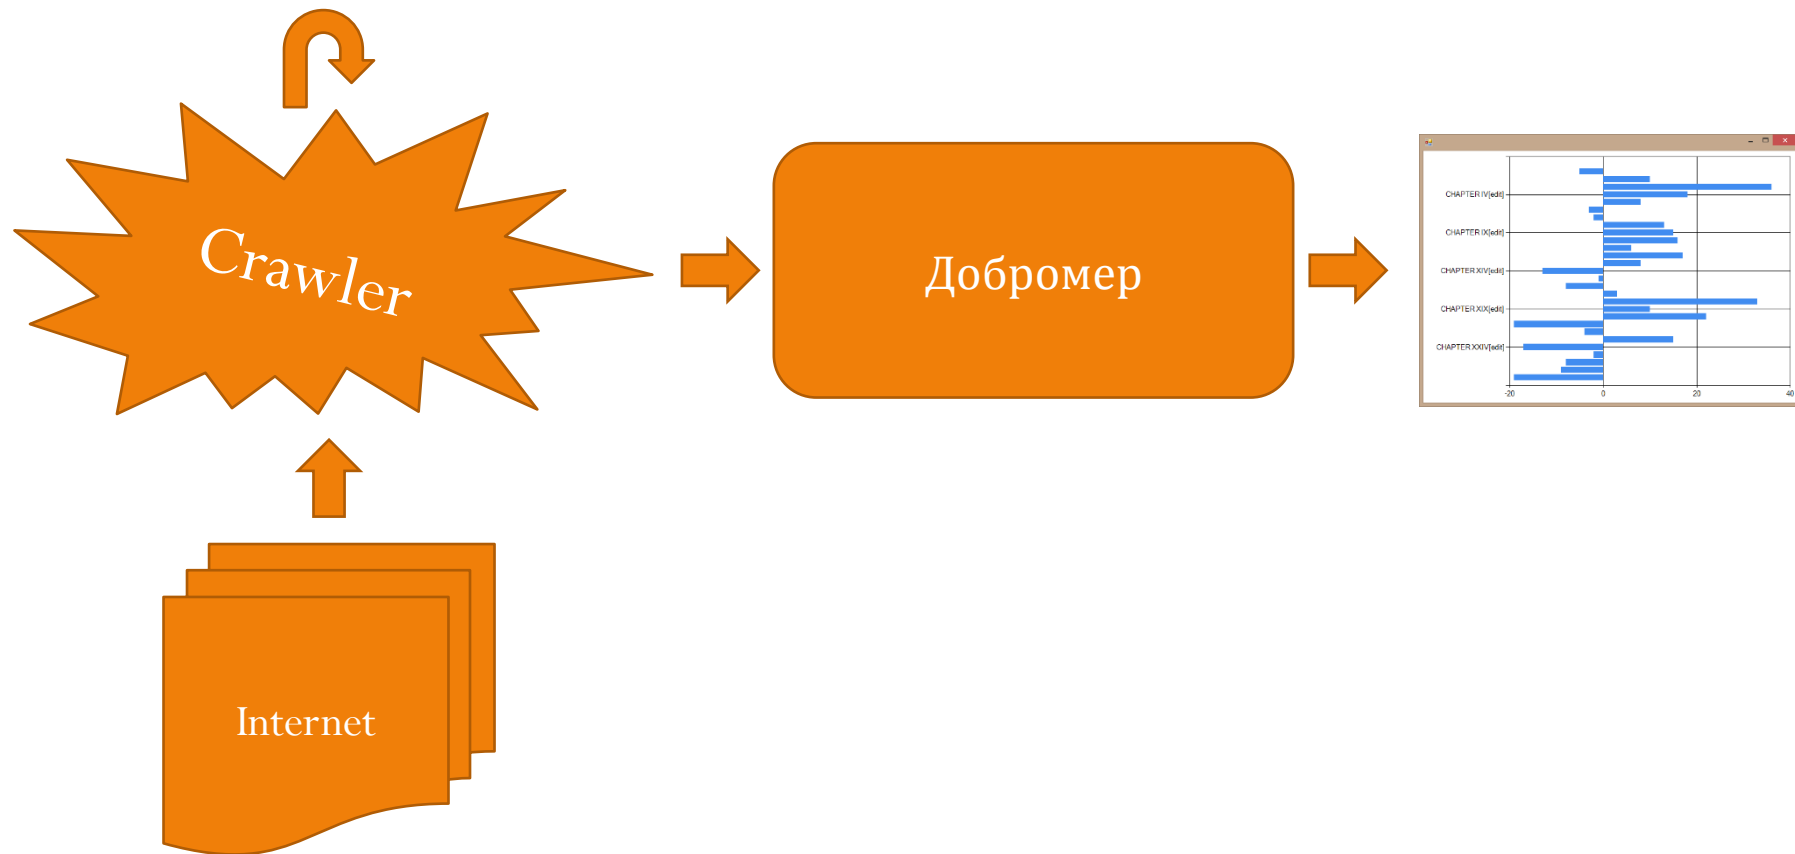 Crawler
Добромер
Internet
CHAPTER IV[edit]
CHAPTER IX[edit]
CHAPTER XIV[edit]
CHAPTER XIX[edit]
CHAPTER XXIV[edit]
-20 0 20 40